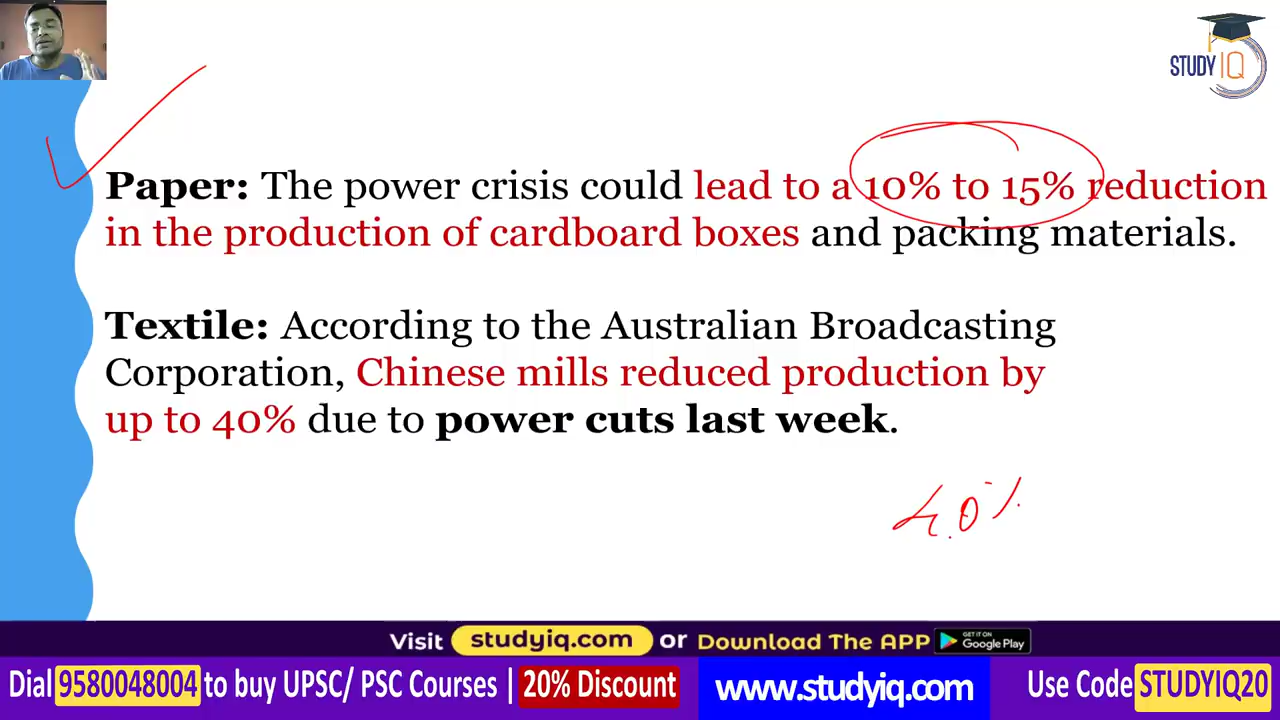 STUDY IQ
Paper: The power crisis could lead to a 10% to 15% reduction
in the production of cardboard boxes and packing materials.
Textile: According to the Australian Broadcasting
Corporation, Chinese mills reduced production by
up to 40% due to power cuts last week.
40%
Visit studyiq.com or Download The APP GET IT ON Google Play
Dial 9580048004 to buy UPSC/ PSC Courses | 20% Discount www.studyiq.com Use Code STUDYIQ20